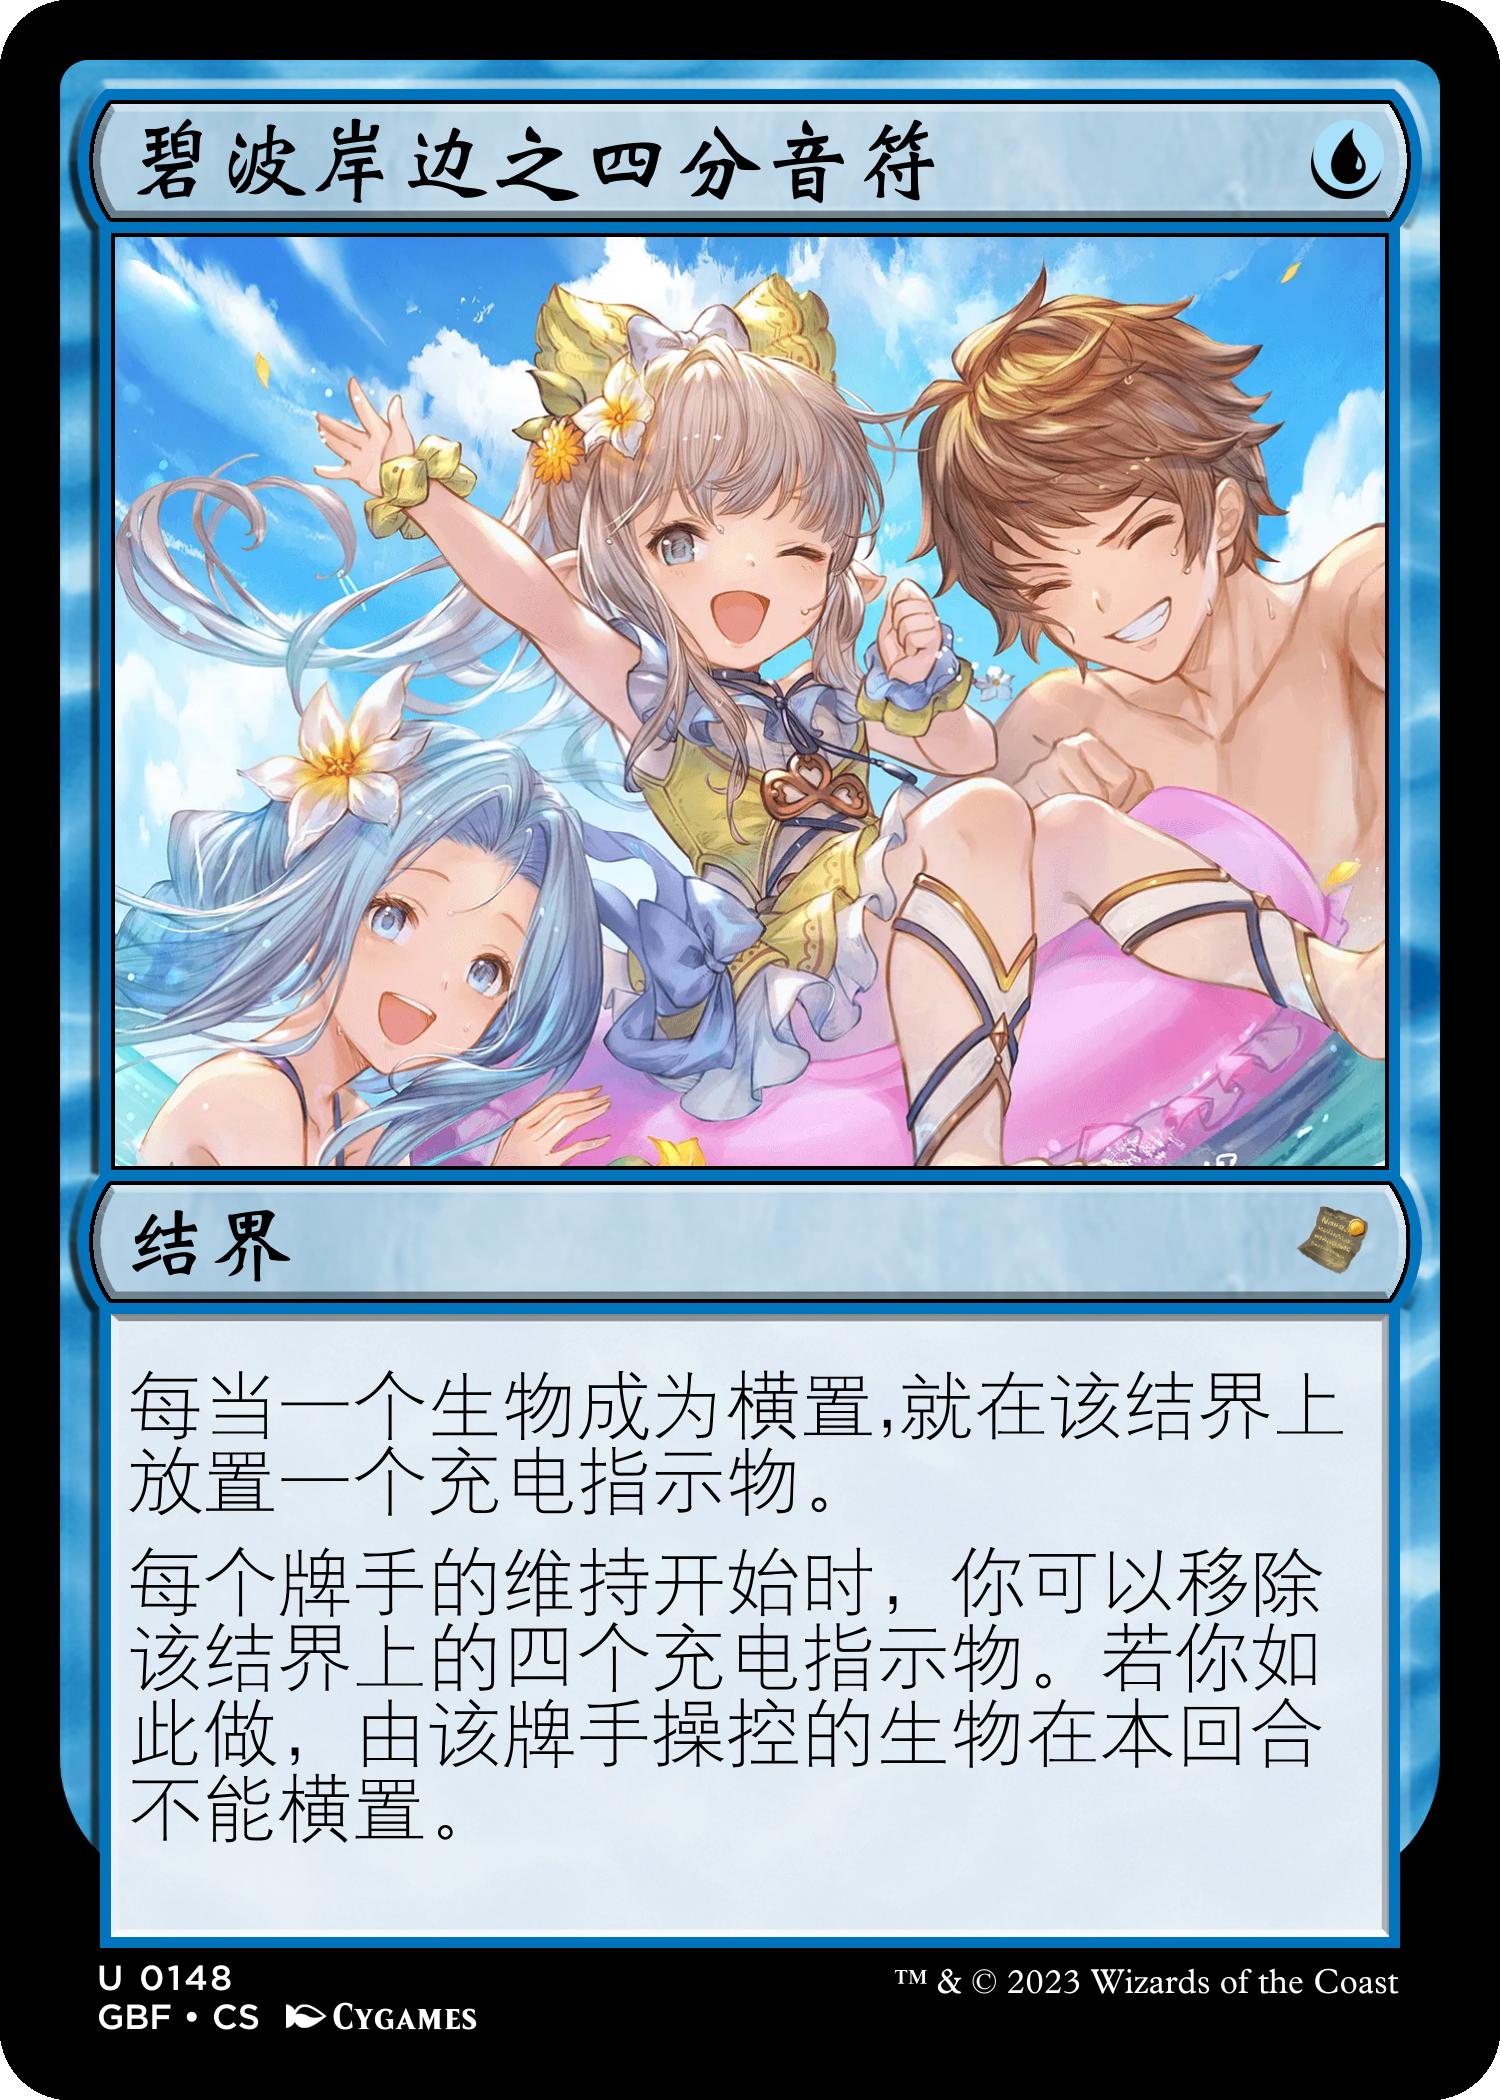 碧波岸边之四分音符
结界
每当一个生物成为横置,就在该结界上
放置一个充电指示物。
每个牌手的维持开始时，你可以移除
该结界上的四个充电指示物。若你如
此做，由该牌手操控的生物在本回合
不能横置。
U 0148
GBF • CS CYGAMES
™ & © 2023 Wizards of the Coast